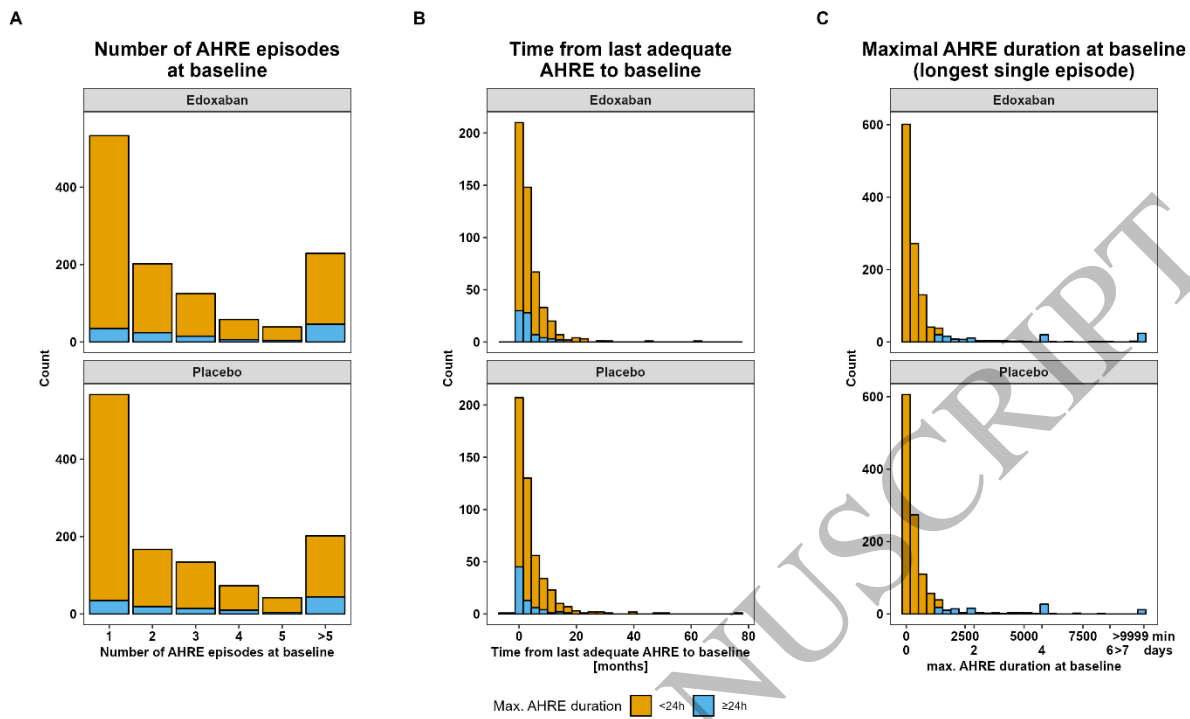 A
Number of AHRE episodes
at baseline
Edoxaban
400
200
0
Placebo
400
200
0
Count
1 2 3 4 5 >5
Number of AHRE episodes at baseline
B
Time from last adequate
AHRE to baseline
Edoxaban
200
150
100
50
0
Placebo
200
150
100
50
0
Count
0 20 40 60 80
Time from last adequate AHRE to baseline
[months]
C
Maximal AHRE duration at baseline
(longest single episode)
Edoxaban
600
400
200
0
Placebo
600
400
200
0
Count
0 2500 5000 7500 >9999 min
0 2 4 6 >7 days
max. AHRE duration at baseline
Max. AHRE duration <24h ≥24h
NUSCRIPT